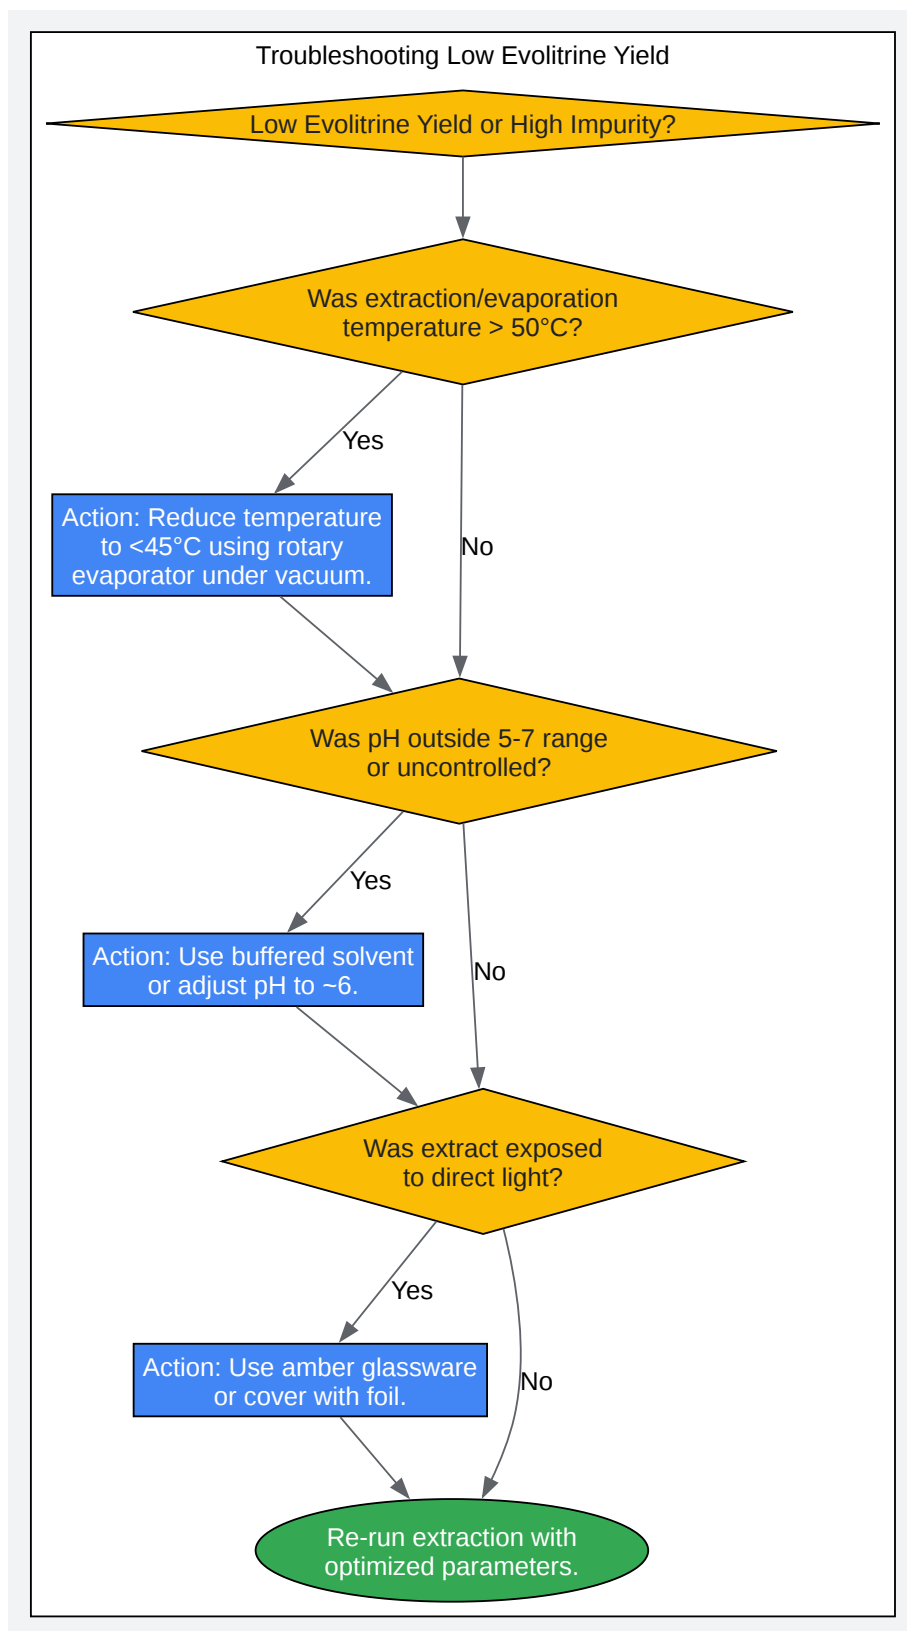 Troubleshooting Low Evolitrine Yield
Low Evolitrine Yield or High Impurity?
Was extraction/evaporation
temperature > 50°C?
Yes
Action: Reduce temperature
to <45°C using rotary
evaporator under vacuum.
No
Was pH outside 5-7 range
or uncontrolled?
Yes
Action: Use buffered solvent
or adjust pH to ~6.
No
Was extract exposed
to direct light?
Yes
Action: Use amber glassware
or cover with foil.
No
Re-run extraction with
optimized parameters.